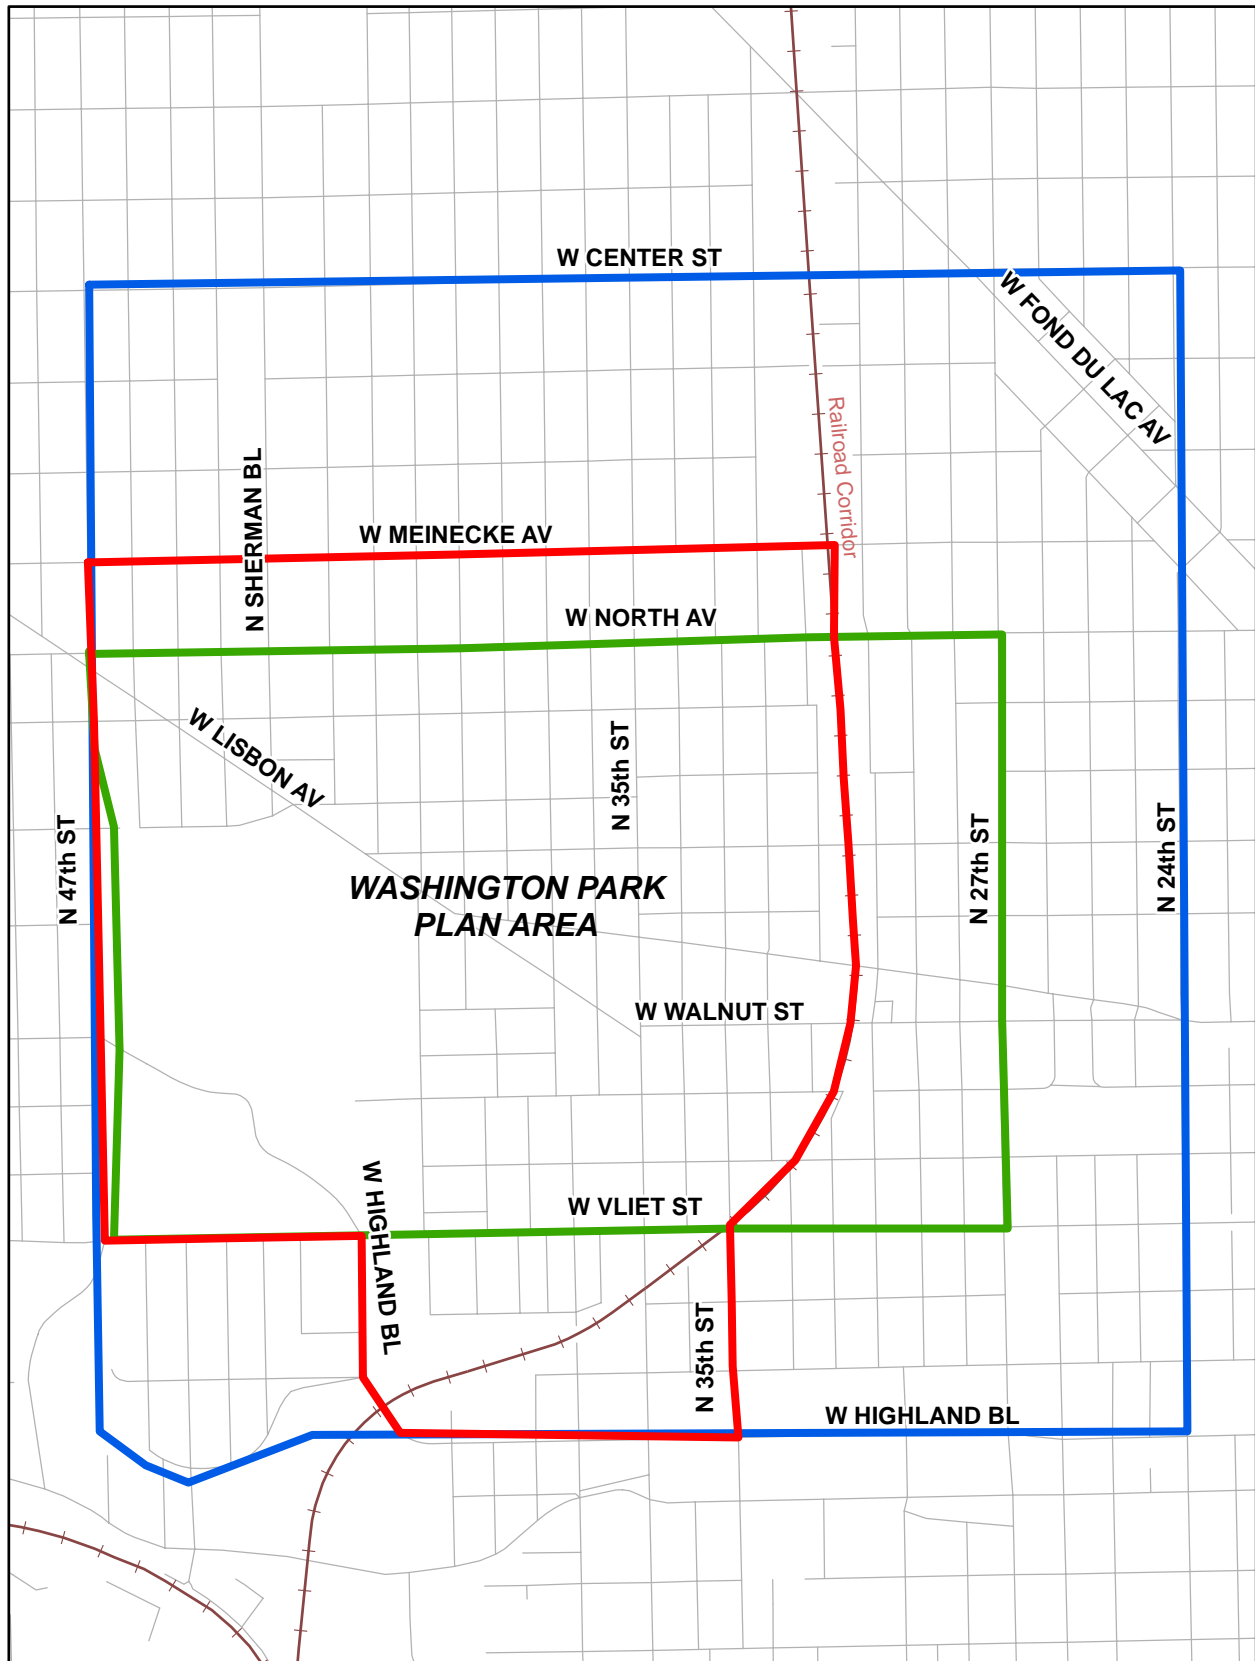 W CENTER ST
W FOND DU LAC AV
Railroad Corridor
N SHERMAN BL
W MEINECKE AV
W NORTH AV
W LISBON AV
N 35th ST
N 47th ST
N 27th ST
N 24th ST
WASHINGTON PARK
PLAN AREA
W WALNUT ST
W HIGHLAND BL
W VLIET ST
N 35th ST
W HIGHLAND BL